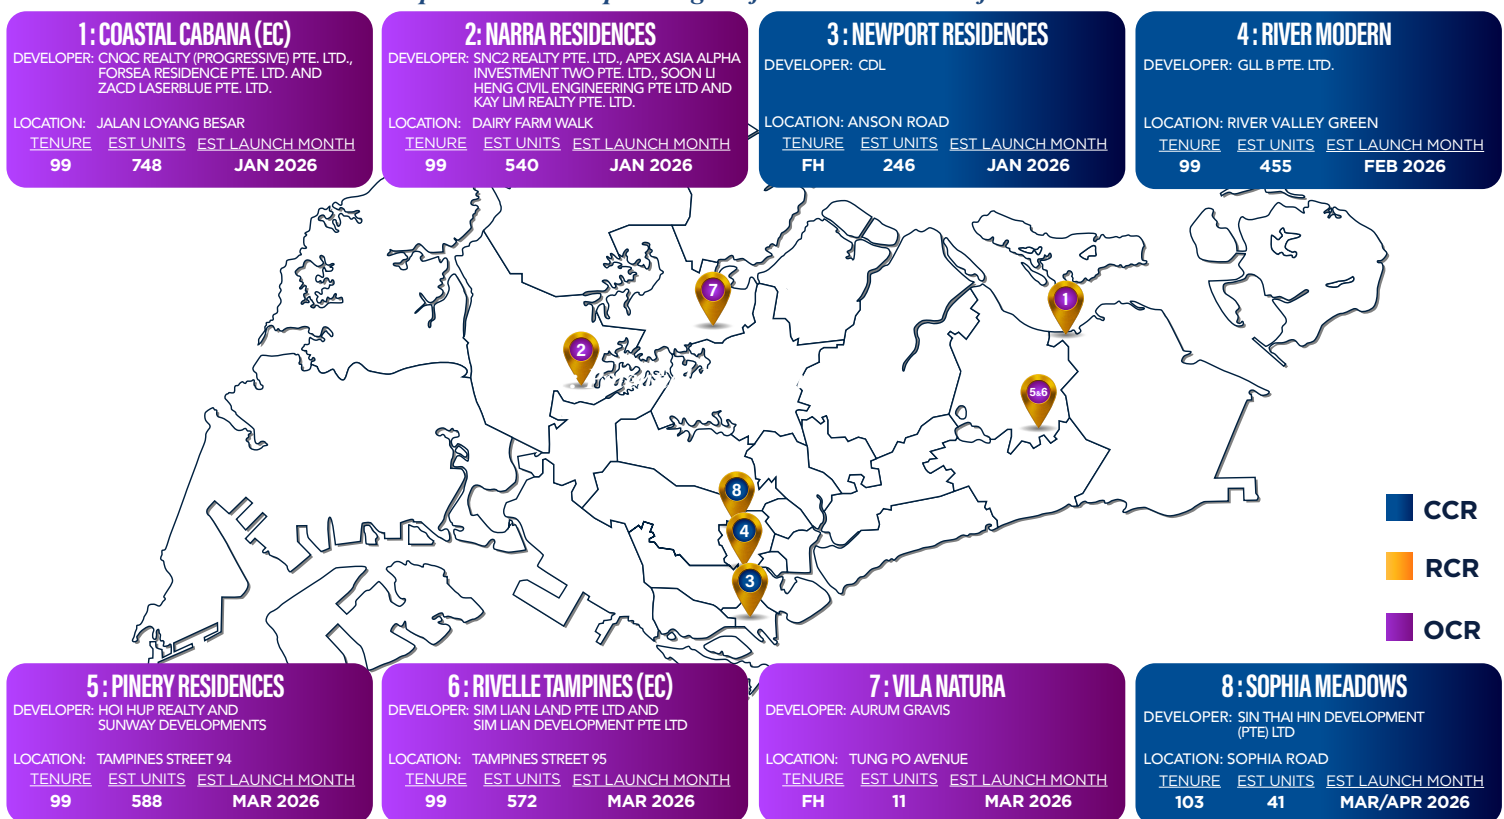 1 : COASTAL CABANA (EC)
DEVELOPER: CNQC REALTY (PROGRESSIVE) PTE. LTD.,
FORSEA RESIDENCE PTE. LTD. AND
ZACD LASERBLUE PTE. LTD.
LOCATION: JALAN LOYANG BESAR
TENURE EST UNITS EST LAUNCH MONTH
99 748 JAN 2026
2: NARRA RESIDENCES
DEVELOPER: SNC2 REALTY PTE. LTD., APEX ASIA ALPHA
INVESTMENT TWO PTE. LTD., SOON LI
HENG CIVIL ENGINEERING PTE LTD AND
KAY LIM REALTY PTE. LTD.
LOCATION: DAIRY FARM WALK
TENURE EST UNITS EST LAUNCH MONTH
99 540 JAN 2026
3 : NEWPORT RESIDENCES
DEVELOPER: CDL
LOCATION: ANSON ROAD
TENURE EST UNITS EST LAUNCH MONTH
FH 246 JAN 2026
4 : RIVER MODERN
DEVELOPER: GLL B PTE. LTD.
LOCATION: RIVER VALLEY GREEN
TENURE EST UNITS EST LAUNCH MONTH
99 455 FEB 2026
7
1
2
5&6
8
4
3
CCR
RCR
OCR
5 : PINERY RESIDENCES
DEVELOPER: HOI HUP REALTY AND
SUNWAY DEVELOPMENTS
LOCATION: TAMPINES STREET 94
TENURE EST UNITS EST LAUNCH MONTH
99 588 MAR 2026
6 : RIVELLE TAMPINES (EC)
DEVELOPER: SIM LIAN LAND PTE LTD AND
SIM LIAN DEVELOPMENT PTE LTD
LOCATION: TAMPINES STREET 95
TENURE EST UNITS EST LAUNCH MONTH
99 572 MAR 2026
7 : VILA NATURA
DEVELOPER: AURUM GRAVIS
LOCATION: TUNG PO AVENUE
TENURE EST UNITS EST LAUNCH MONTH
FH 11 MAR 2026
8 : SOPHIA MEADOWS
DEVELOPER: SIN THAI HIN DEVELOPMENT
(PTE) LTD
LOCATION: SOPHIA ROAD
TENURE EST UNITS EST LAUNCH MONTH
103 41 MAR/APR 2026